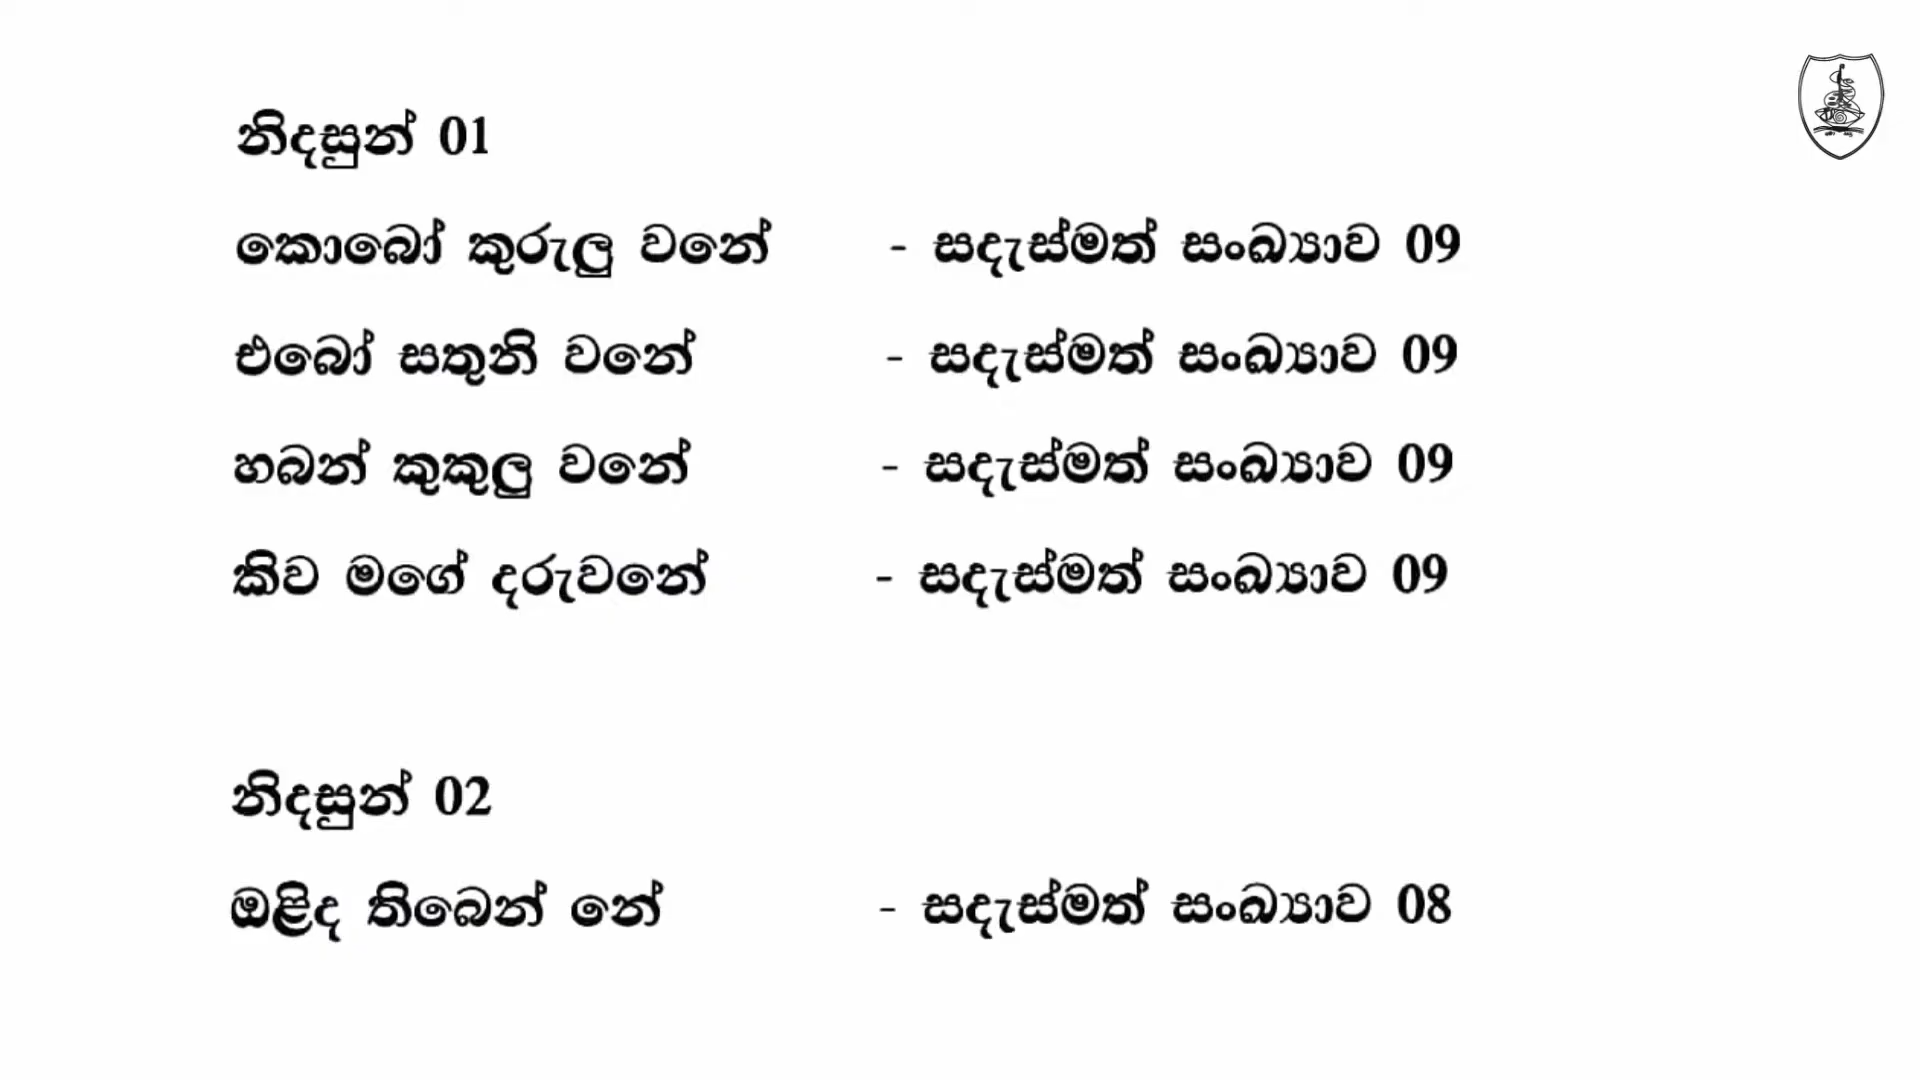 නිදසුන් 01
කොබෝ කුරුලු වනේ - සදැස්මත් සංඛ්‍යාව 09
එබෝ සතුනි වනේ - සදැස්මත් සංඛ්‍යාව 09
හබන් කුකුලු වනේ - සදැස්මත් සංඛ්‍යාව 09
කිව මගේ දරුවනේ - සදැස්මත් සංඛ්‍යාව 09
නිදසුන් 02
ඔළිඳ තිබෙන් නේ - සදැස්මත් සංඛ්‍යාව 08